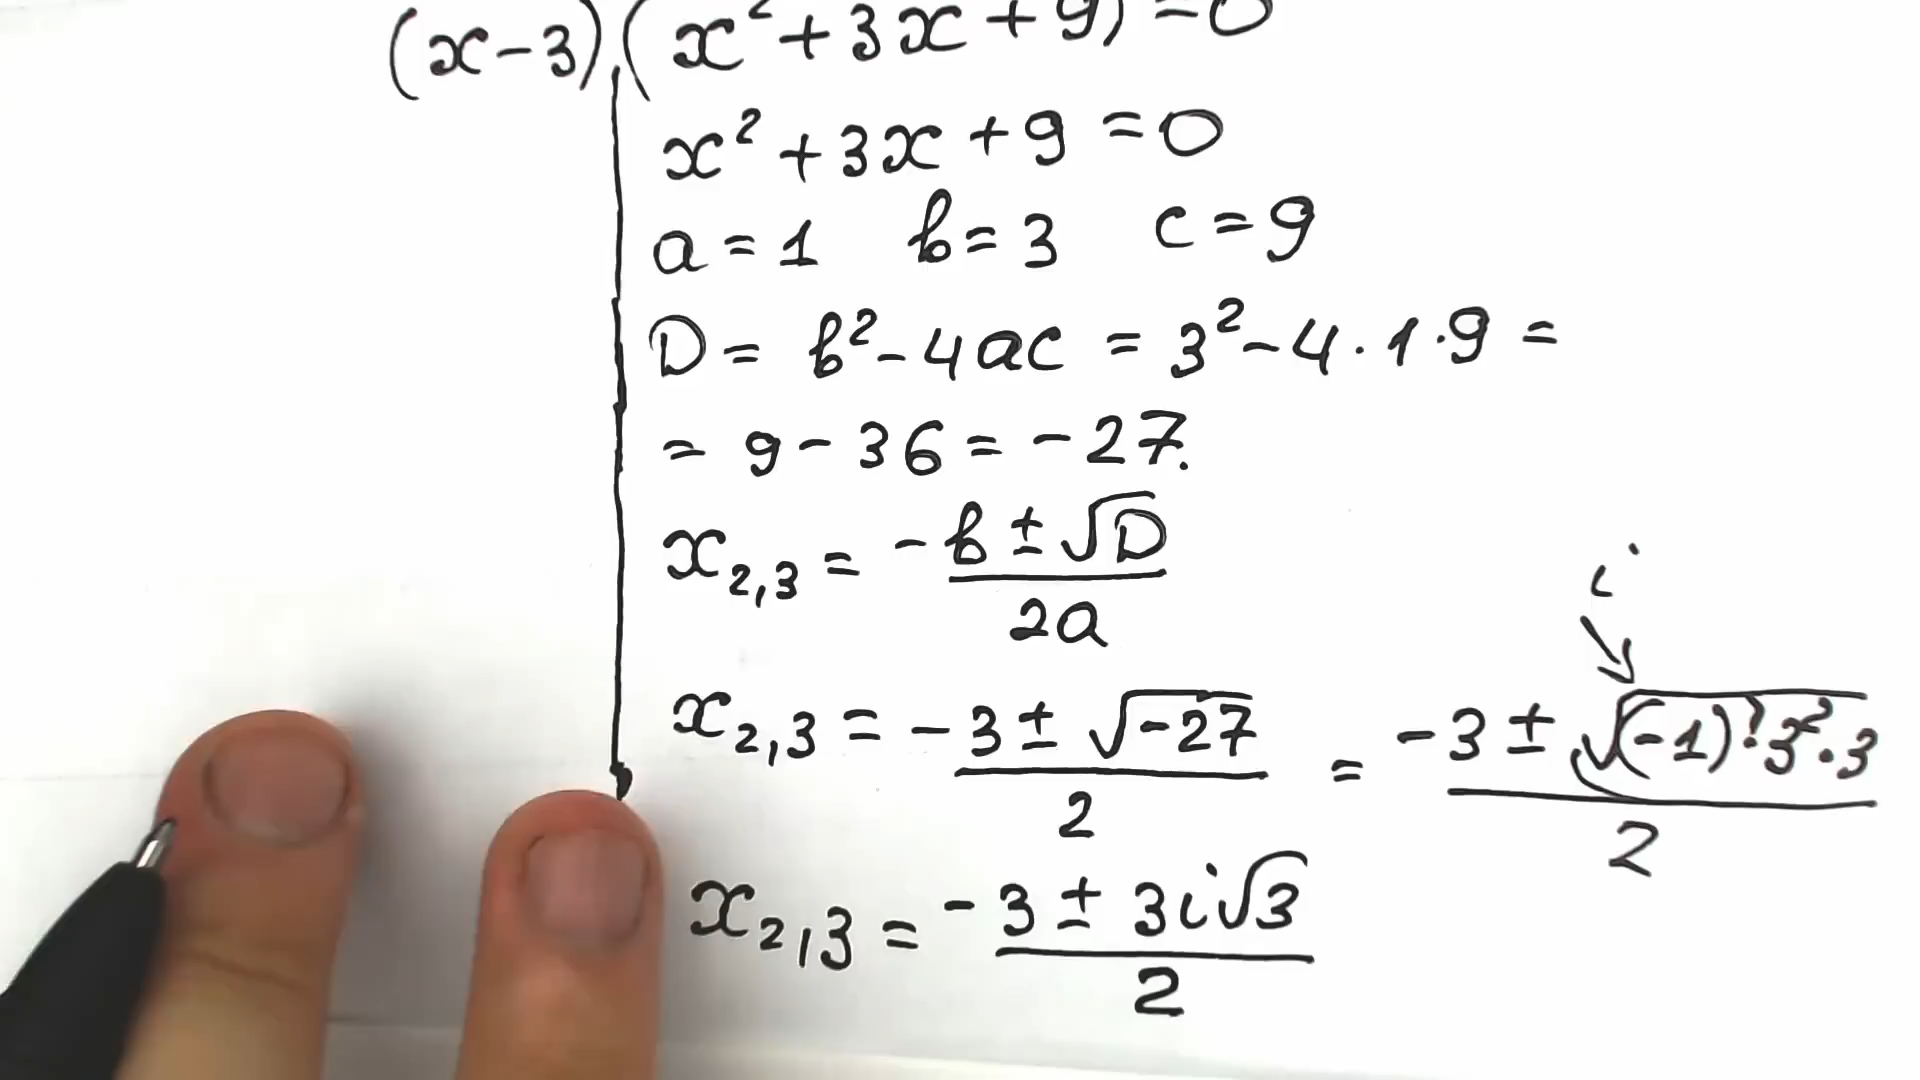 (x-3)(x²+3x+9)=0
x²+3x+9=0
a=1 b=3 c=9
D=b²-4ac=3²-4·1·9=
=9-36=-27.
x₂,₃=(-b±√D)/2a
i
x₂,₃=(-3±√-27)/2=(-3±√(-1)·3²·3)/2
x₂,₃=(-3±3i√3)/2